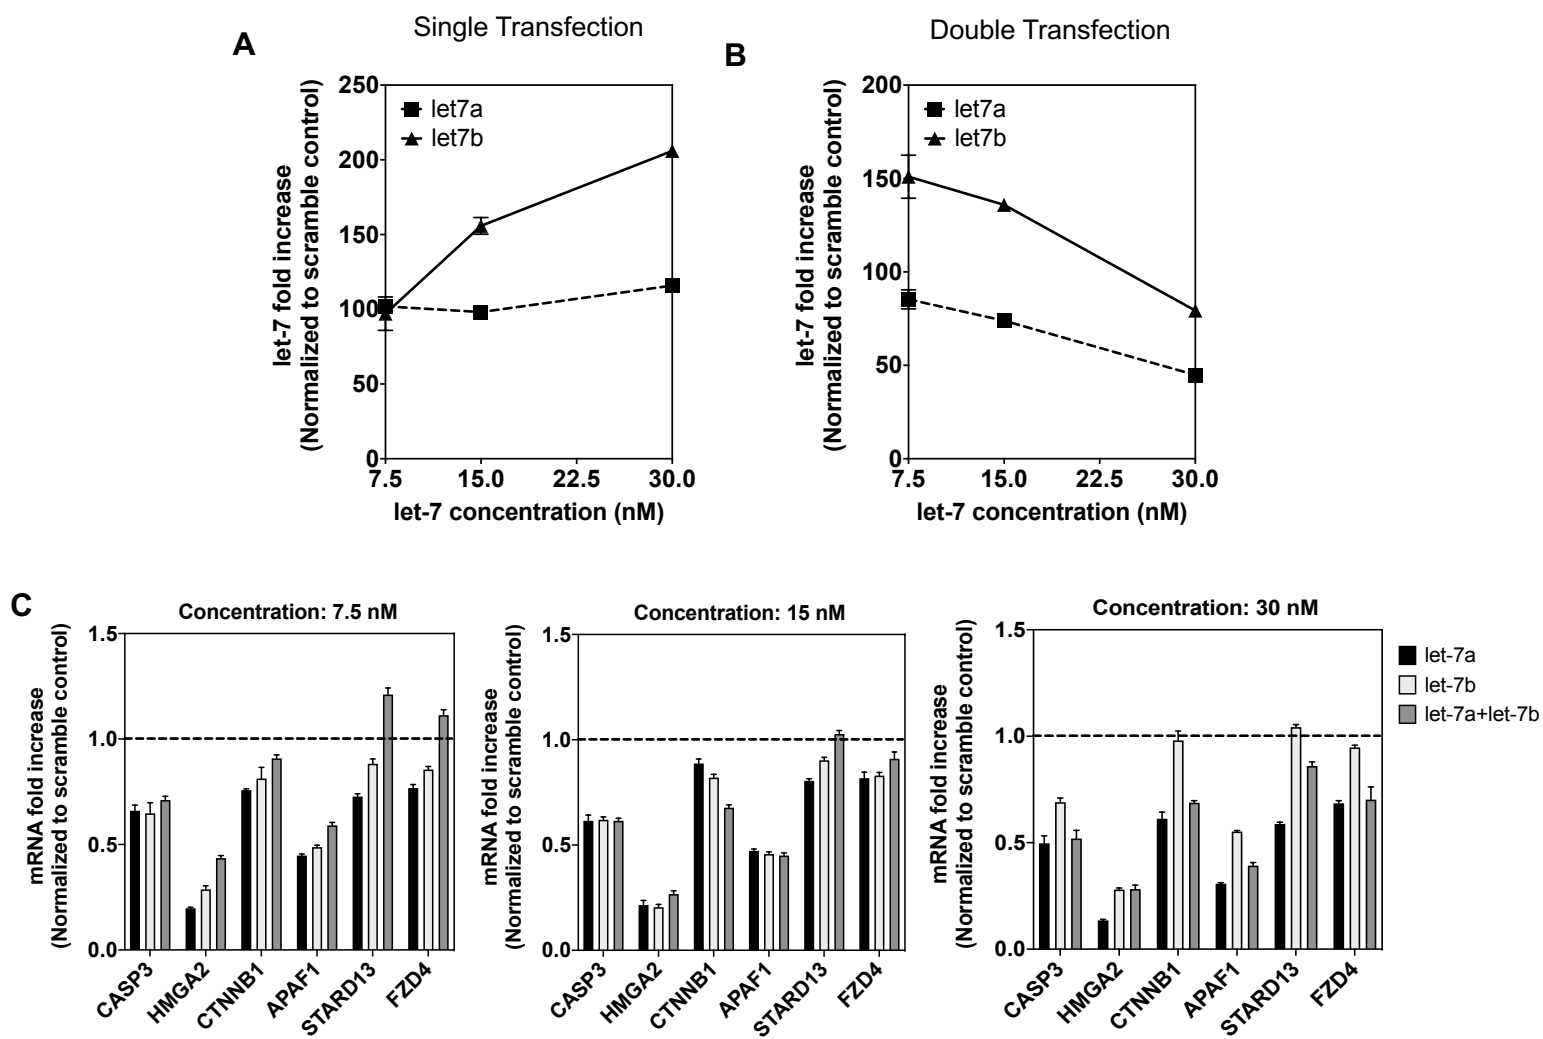 Single Transfection
Double Transfection
A
B
let-7 fold increase
(Normalized to scramble control)
250
200
150
100
50
0
let7a
let7b
7.5
15.0
22.5
30.0
let-7 concentration (nM)
let-7 fold increase
(Normalized to scramble control)
200
150
100
50
0
let7a
let7b
7.5
15.0
22.5
30.0
let-7 concentration (nM)
C
Concentration: 7.5 nM
mRNA fold increase
(Normalized to scramble control)
1.5
1.0
0.5
0.0
CASP3
HMGA2
CTNNB1
APAF1
STARD13
FZD4
Concentration: 15 nM
mRNA fold increase
(Normalized to scramble control)
1.5
1.0
0.5
0.0
CASP3
HMGA2
CTNNB1
APAF1
STARD13
FZD4
Concentration: 30 nM
mRNA fold increase
(Normalized to scramble control)
1.5
1.0
0.5
0.0
CASP3
HMGA2
CTNNB1
APAF1
STARD13
FZD4
let-7a
let-7b
let-7a+let-7b